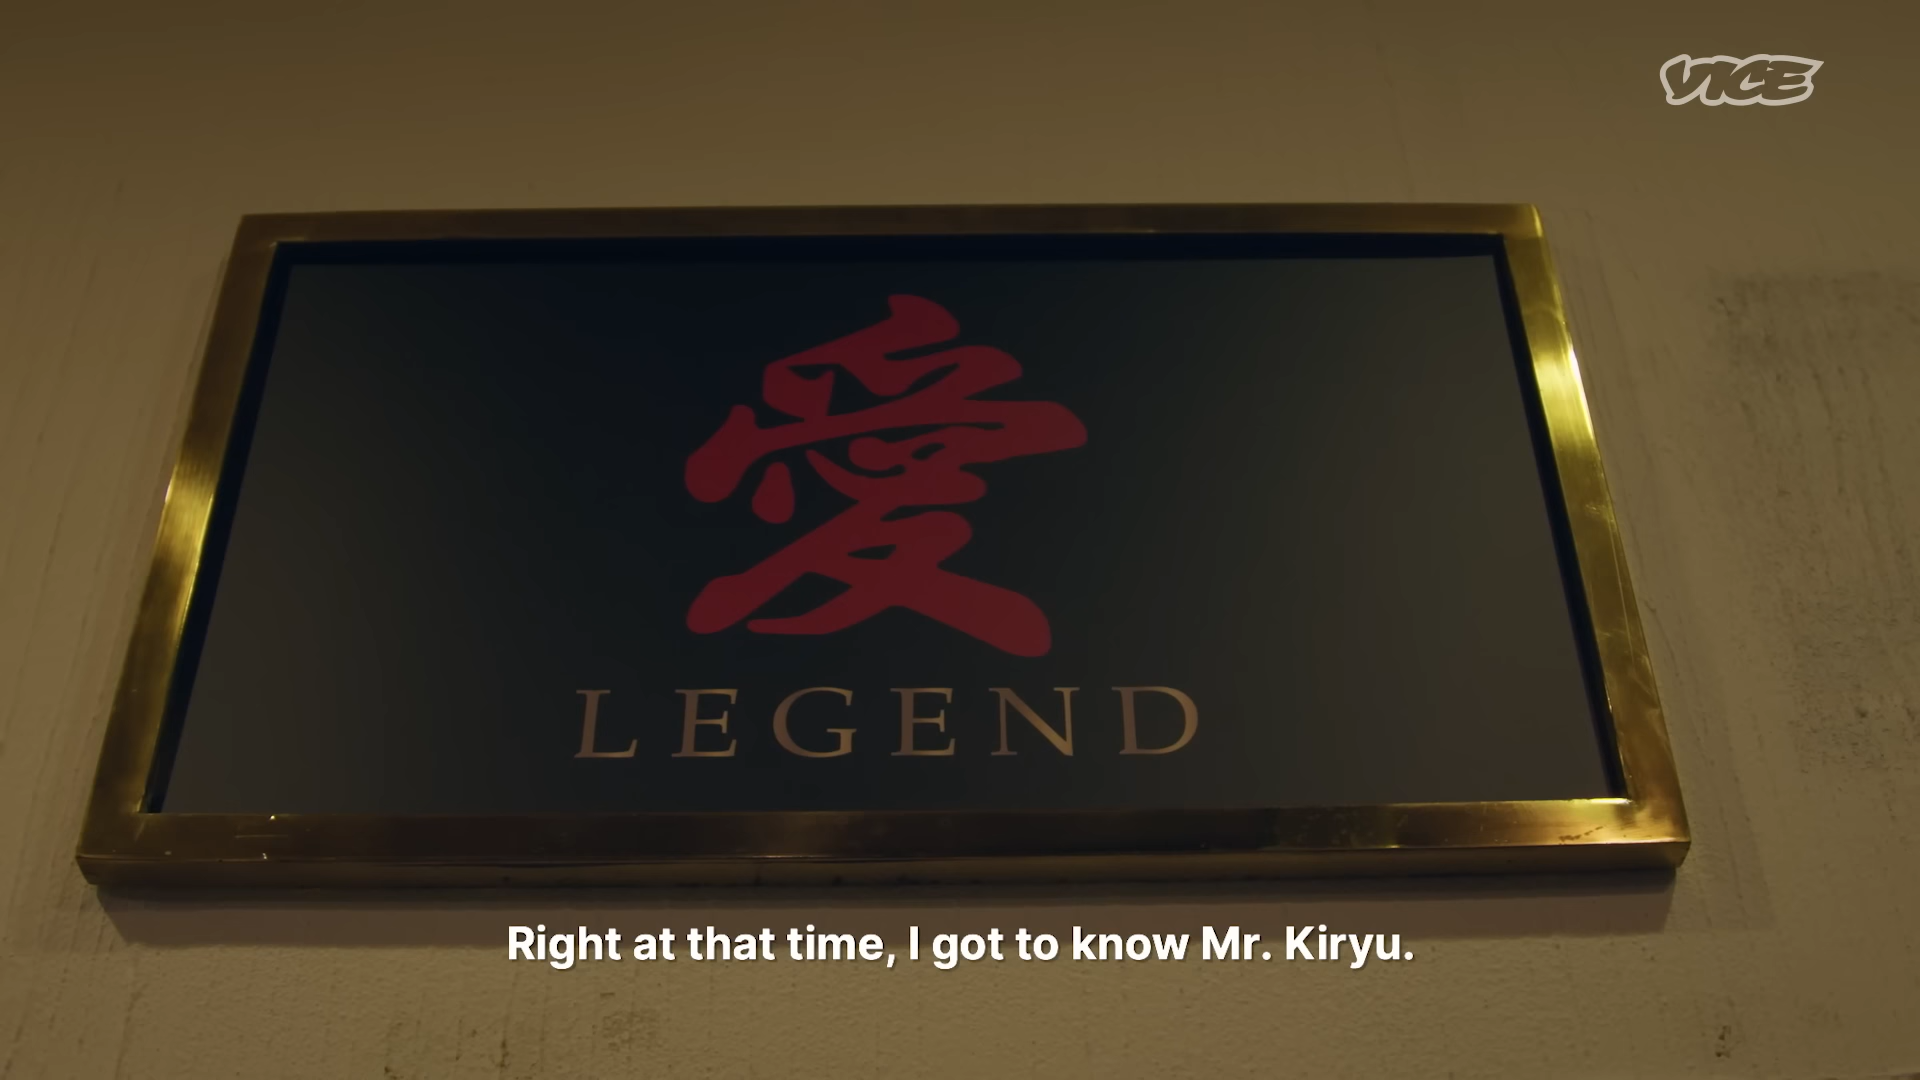 VICE
愛
LEGEND
Right at that time, I got to know Mr. Kiryu.